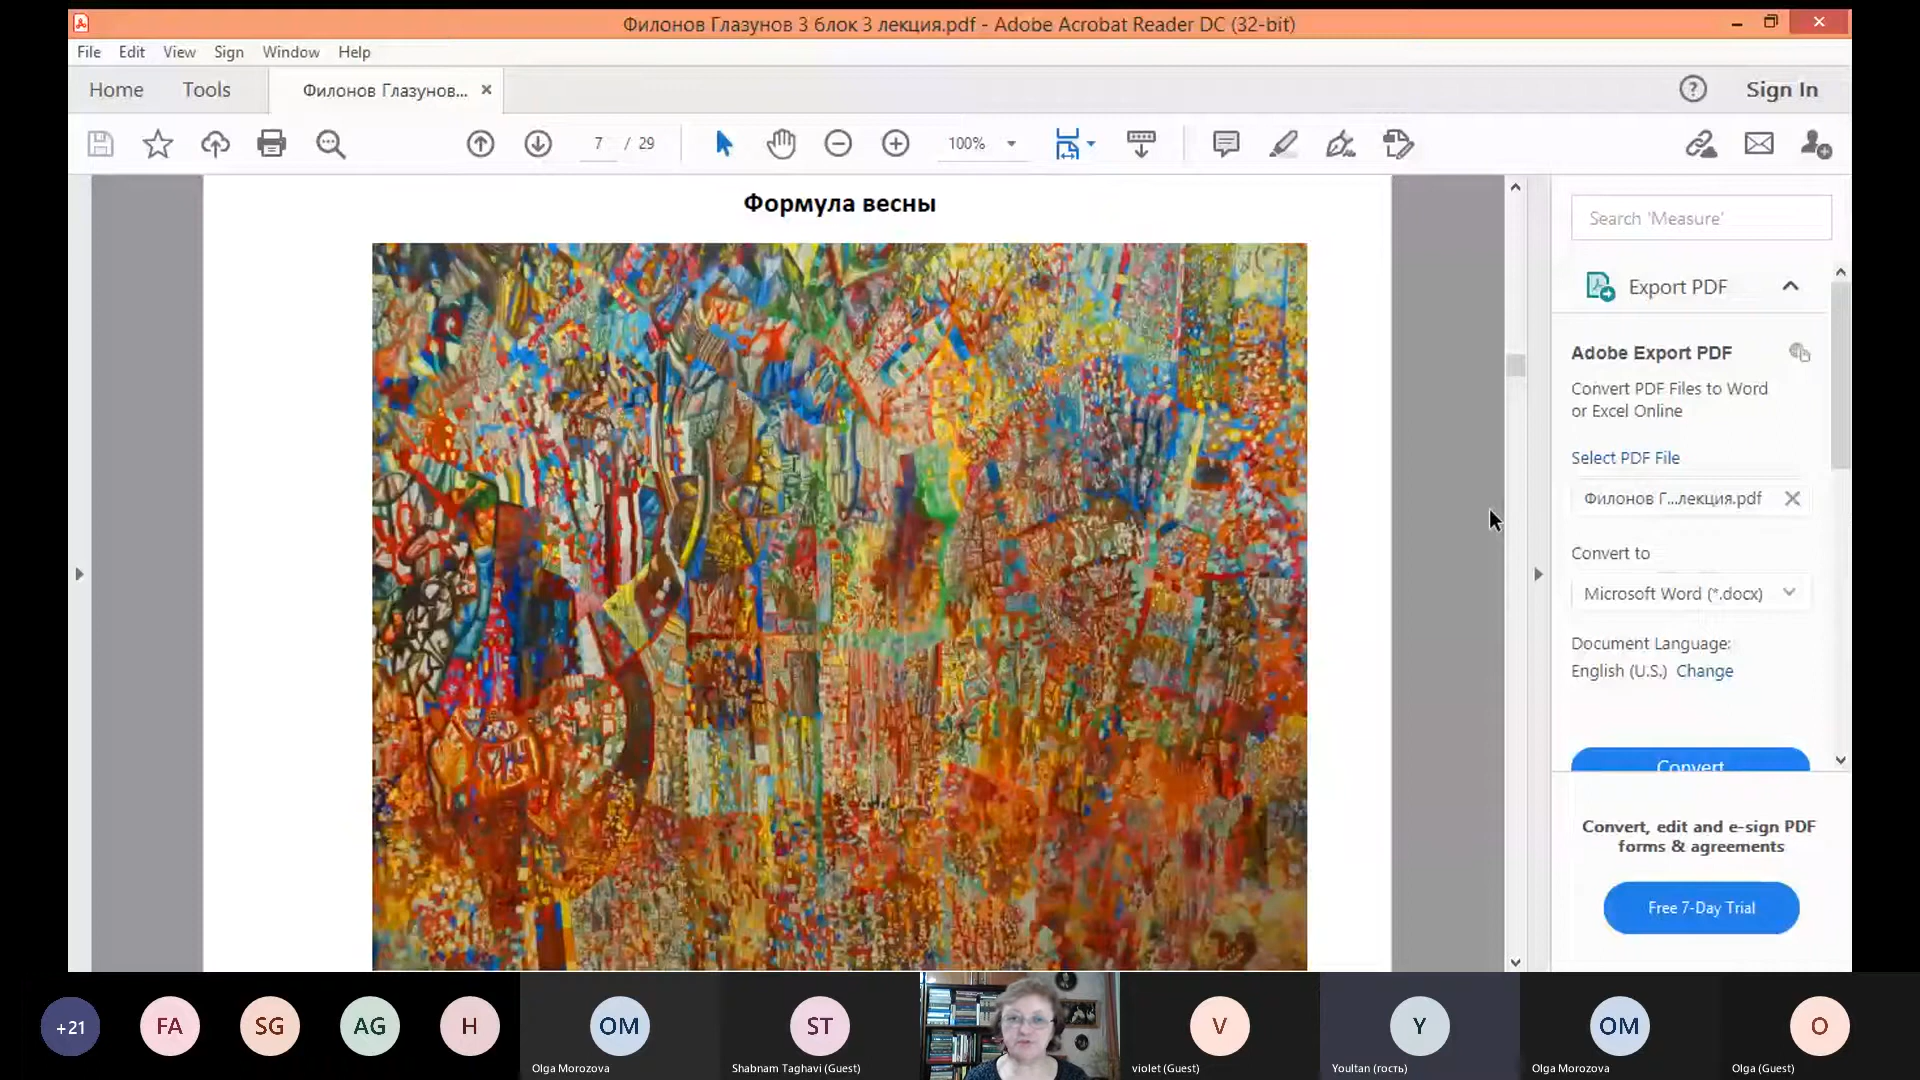 Филонов Глазунов 3 блок 3 лекция.pdf - Adobe Acrobat Reader DC (32-bit)
File Edit View Sign Window Help
Home Tools Филонов Глазунов... Sign In
7 / 29 100%
Формула весны
Search 'Measure'
Export PDF
Adobe Export PDF
Convert PDF Files to Word
or Excel Online
Select PDF File
Филонов Г...лекция.pdf
Convert to
Microsoft Word (*.docx)
Document Language:
English (U.S.) Change
Convert
Convert, edit and e-sign PDF
forms & agreements
Free 7-Day Trial
+21 FA SG AG H OM ST V Y OM O
Olga Morozova Shabnam Taghavi (Guest) violet (Guest) Youltan (гость) Olga Morozova Olga (Guest)